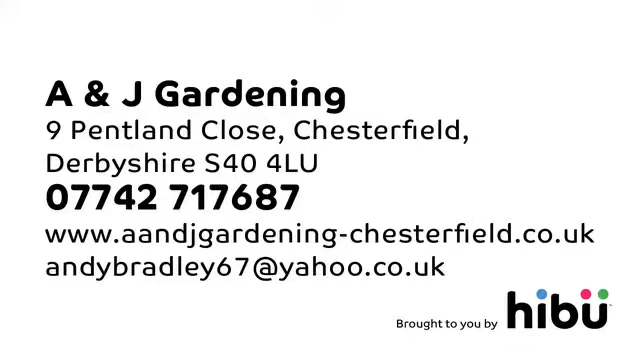 A & J Gardening
9 Pentland Close, Chesterfield,
Derbyshire S40 4LU
07742 717687
www.aandjgardening-chesterfield.co.uk
andybradley67@yahoo.co.uk
Brought to you by hibü